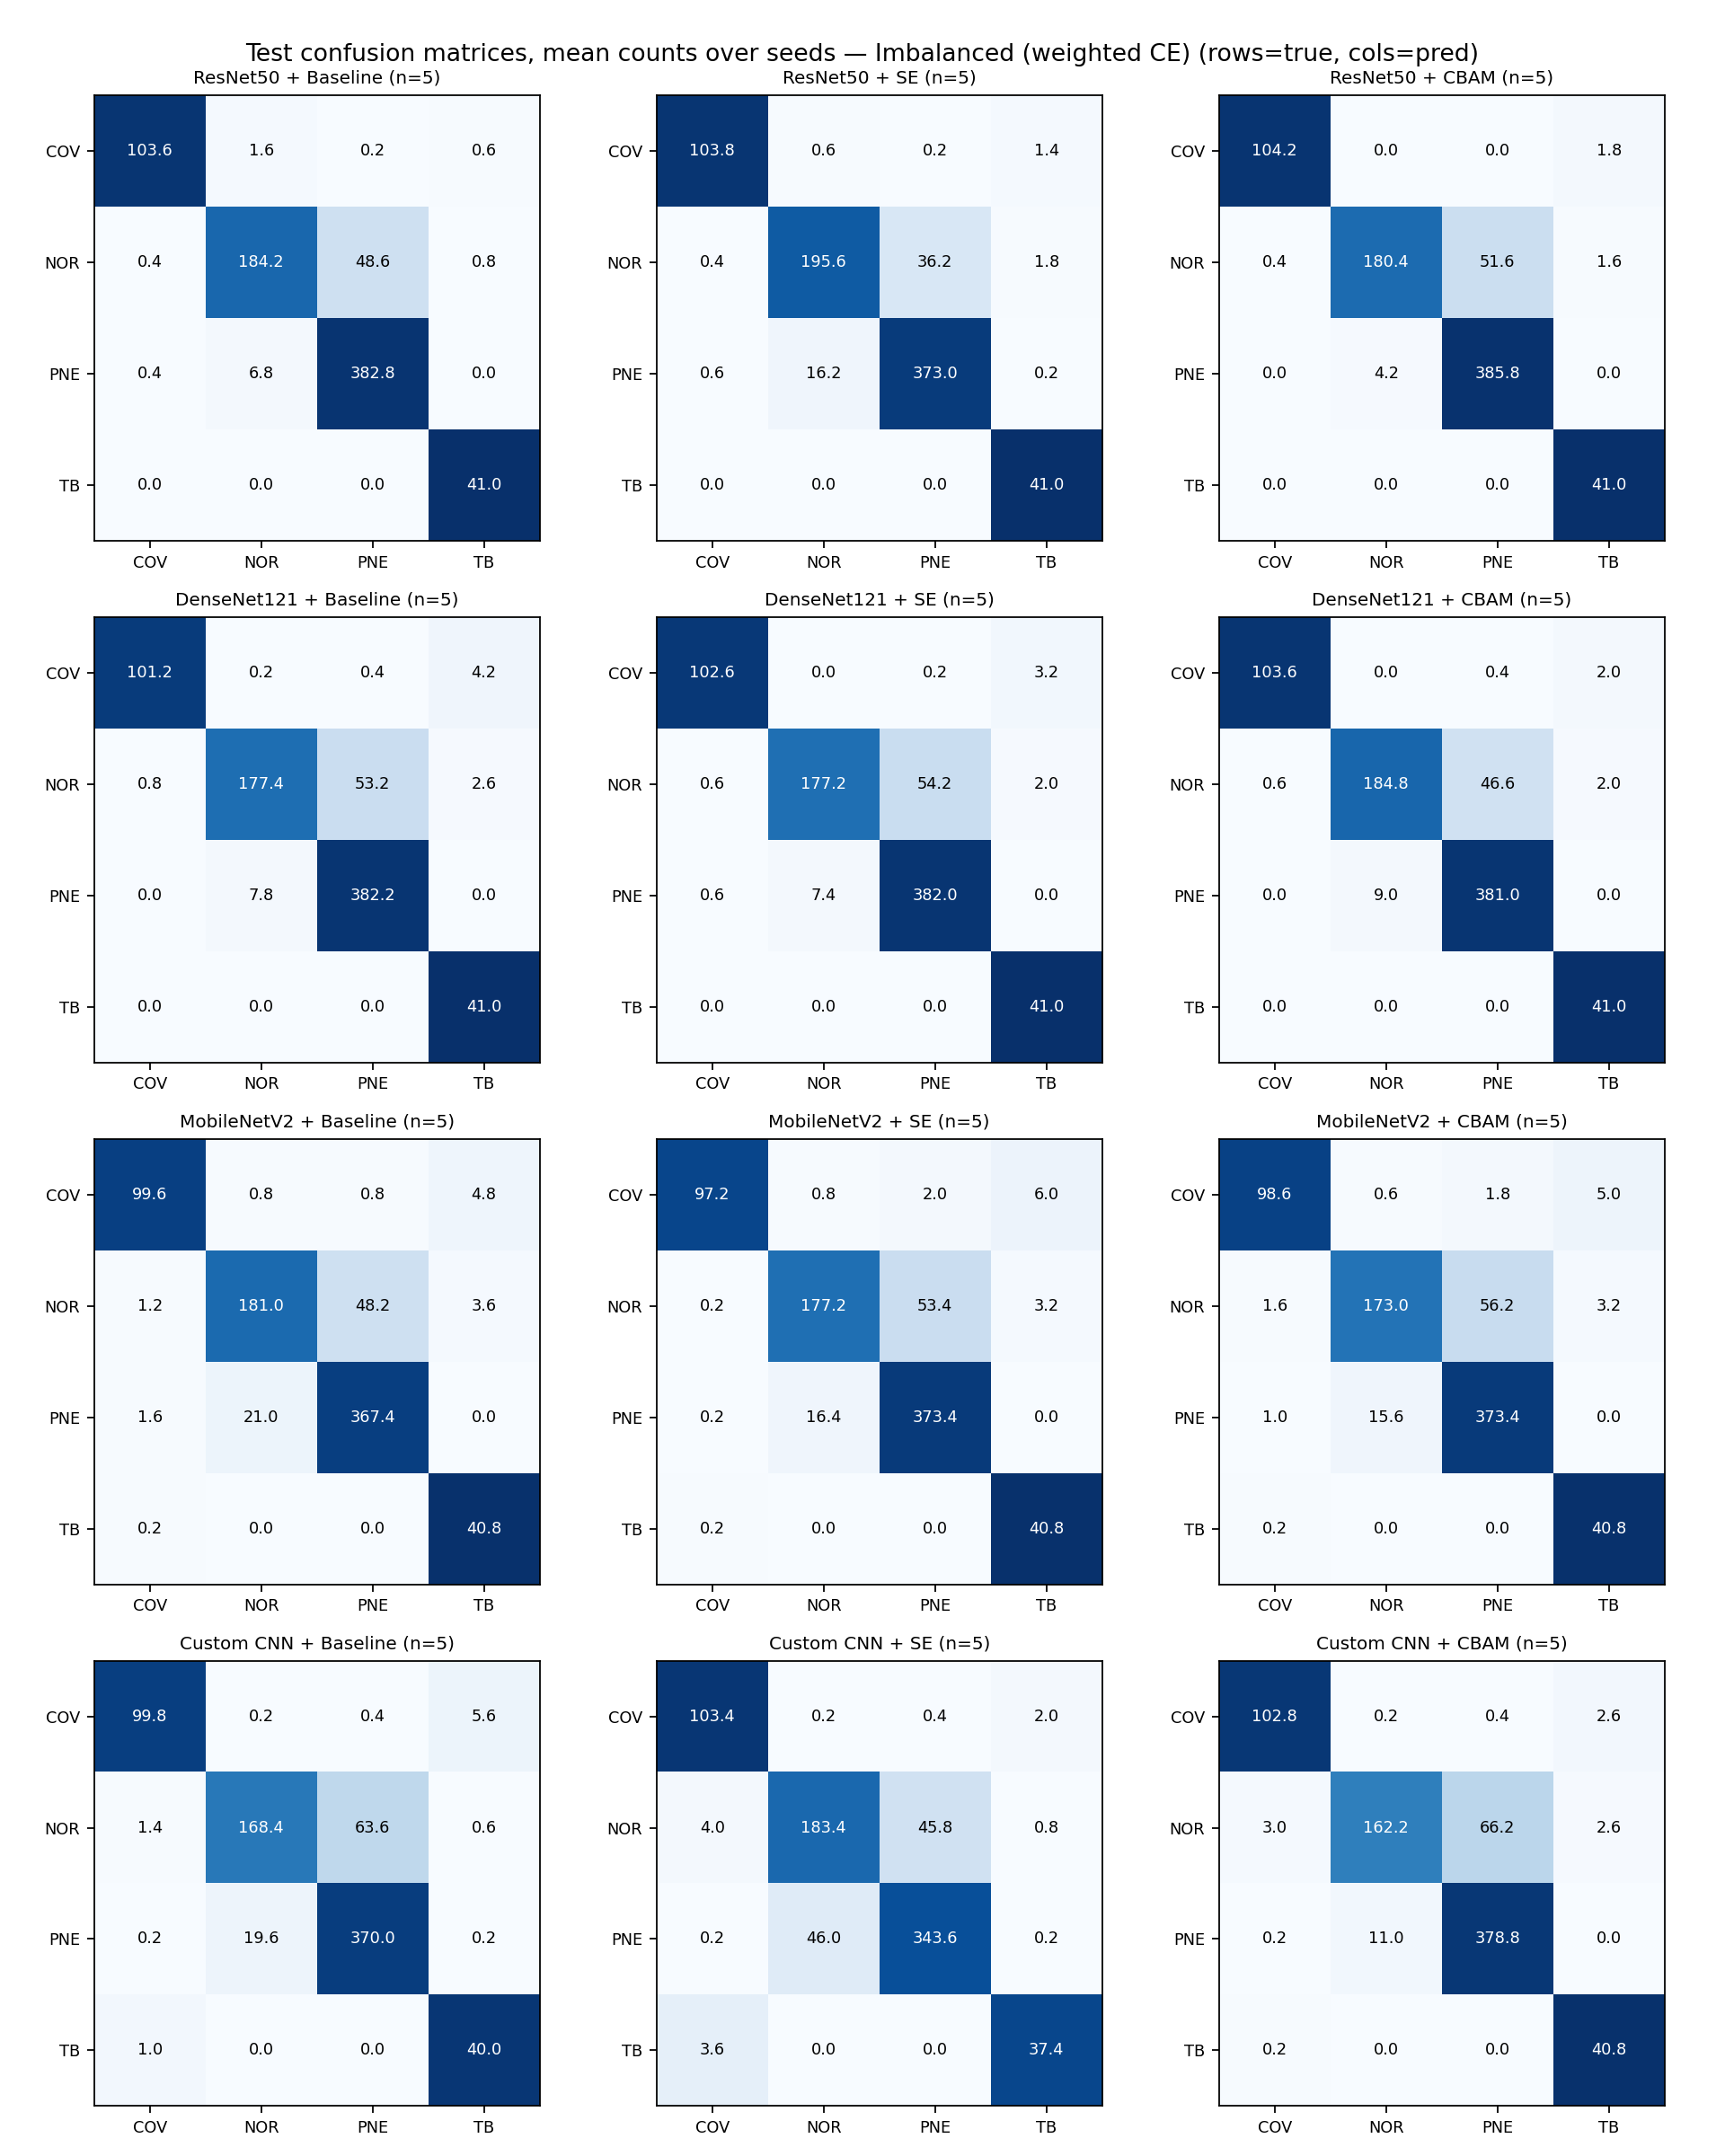 Test confusion matrices, mean counts over seeds — Imbalanced (weighted CE) (rows=true, cols=pred)
ResNet50 + Baseline (n=5)
COV 103.6 1.6 0.2 0.6
NOR 0.4 184.2 48.6 0.8
PNE 0.4 6.8 382.8 0.0
TB 0.0 0.0 0.0 41.0
COV NOR PNE TB
ResNet50 + SE (n=5)
COV 103.8 0.6 0.2 1.4
NOR 0.4 195.6 36.2 1.8
PNE 0.6 16.2 373.0 0.2
TB 0.0 0.0 0.0 41.0
COV NOR PNE TB
ResNet50 + CBAM (n=5)
COV 104.2 0.0 0.0 1.8
NOR 0.4 180.4 51.6 1.6
PNE 0.0 4.2 385.8 0.0
TB 0.0 0.0 0.0 41.0
COV NOR PNE TB
DenseNet121 + Baseline (n=5)
COV 101.2 0.2 0.4 4.2
NOR 0.8 177.4 53.2 2.6
PNE 0.0 7.8 382.2 0.0
TB 0.0 0.0 0.0 41.0
COV NOR PNE TB
DenseNet121 + SE (n=5)
COV 102.6 0.0 0.2 3.2
NOR 0.6 177.2 54.2 2.0
PNE 0.6 7.4 382.0 0.0
TB 0.0 0.0 0.0 41.0
COV NOR PNE TB
DenseNet121 + CBAM (n=5)
COV 103.6 0.0 0.4 2.0
NOR 0.6 184.8 46.6 2.0
PNE 0.0 9.0 381.0 0.0
TB 0.0 0.0 0.0 41.0
COV NOR PNE TB
MobileNetV2 + Baseline (n=5)
COV 99.6 0.8 0.8 4.8
NOR 1.2 181.0 48.2 3.6
PNE 1.6 21.0 367.4 0.0
TB 0.2 0.0 0.0 40.8
COV NOR PNE TB
MobileNetV2 + SE (n=5)
COV 97.2 0.8 2.0 6.0
NOR 0.2 177.2 53.4 3.2
PNE 0.2 16.4 373.4 0.0
TB 0.2 0.0 0.0 40.8
COV NOR PNE TB
MobileNetV2 + CBAM (n=5)
COV 98.6 0.6 1.8 5.0
NOR 1.6 173.0 56.2 3.2
PNE 1.0 15.6 373.4 0.0
TB 0.2 0.0 0.0 40.8
COV NOR PNE TB
Custom CNN + Baseline (n=5)
COV 99.8 0.2 0.4 5.6
NOR 1.4 168.4 63.6 0.6
PNE 0.2 19.6 370.0 0.2
TB 1.0 0.0 0.0 40.0
COV NOR PNE TB
Custom CNN + SE (n=5)
COV 103.4 0.2 0.4 2.0
NOR 4.0 183.4 45.8 0.8
PNE 0.2 46.0 343.6 0.2
TB 3.6 0.0 0.0 37.4
COV NOR PNE TB
Custom CNN + CBAM (n=5)
COV 102.8 0.2 0.4 2.6
NOR 3.0 162.2 66.2 2.6
PNE 0.2 11.0 378.8 0.0
TB 0.2 0.0 0.0 40.8
COV NOR PNE TB